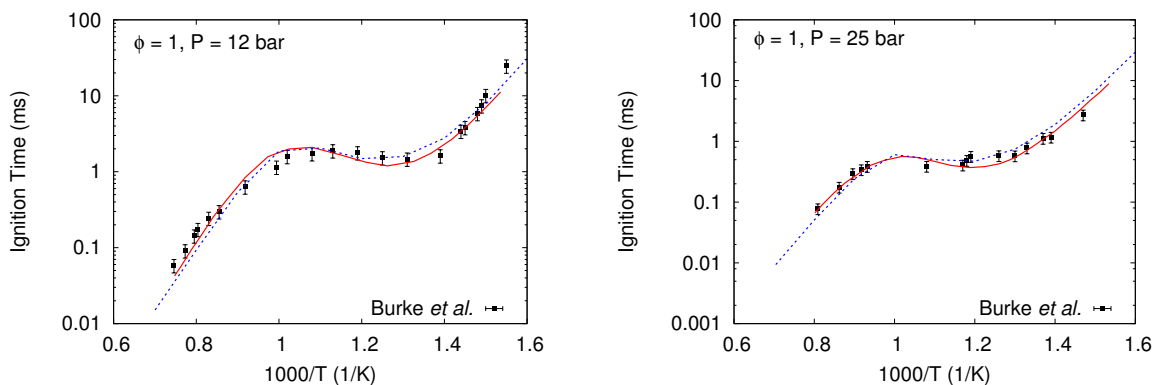 ϕ = 1, P = 12 bar
Ignition Time (ms)
100
10
1
0.1
0.01
Burke et al.
0.6 0.8 1 1.2 1.4 1.6
1000/T (1/K)
ϕ = 1, P = 25 bar
Ignition Time (ms)
100
10
1
0.1
0.01
0.001
Burke et al.
0.6 0.8 1 1.2 1.4 1.6
1000/T (1/K)